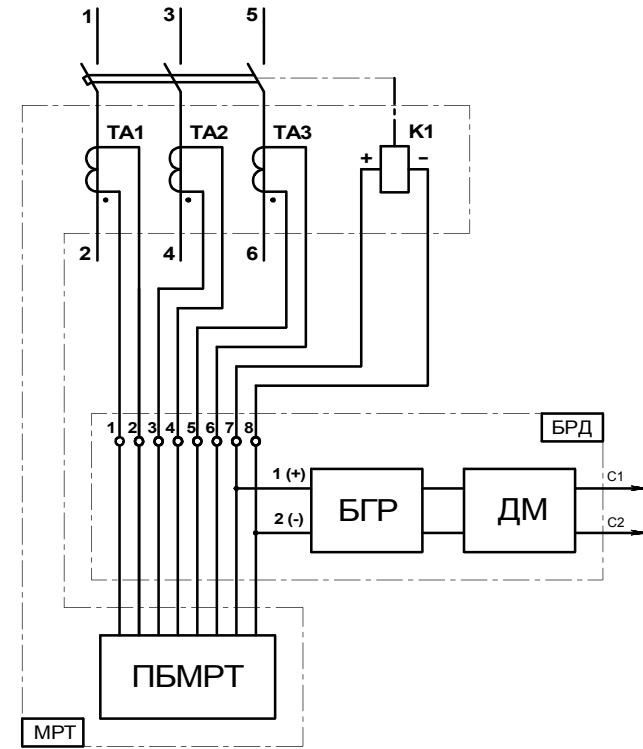 1 3 5
TA1 TA2 TA3 K1
+ –
2 4 6
1 2 3 4 5 6 7 8
БРД
1 (+)
2 (-)
БГР
ДМ
C1
C2
ПБМРТ
МРТ